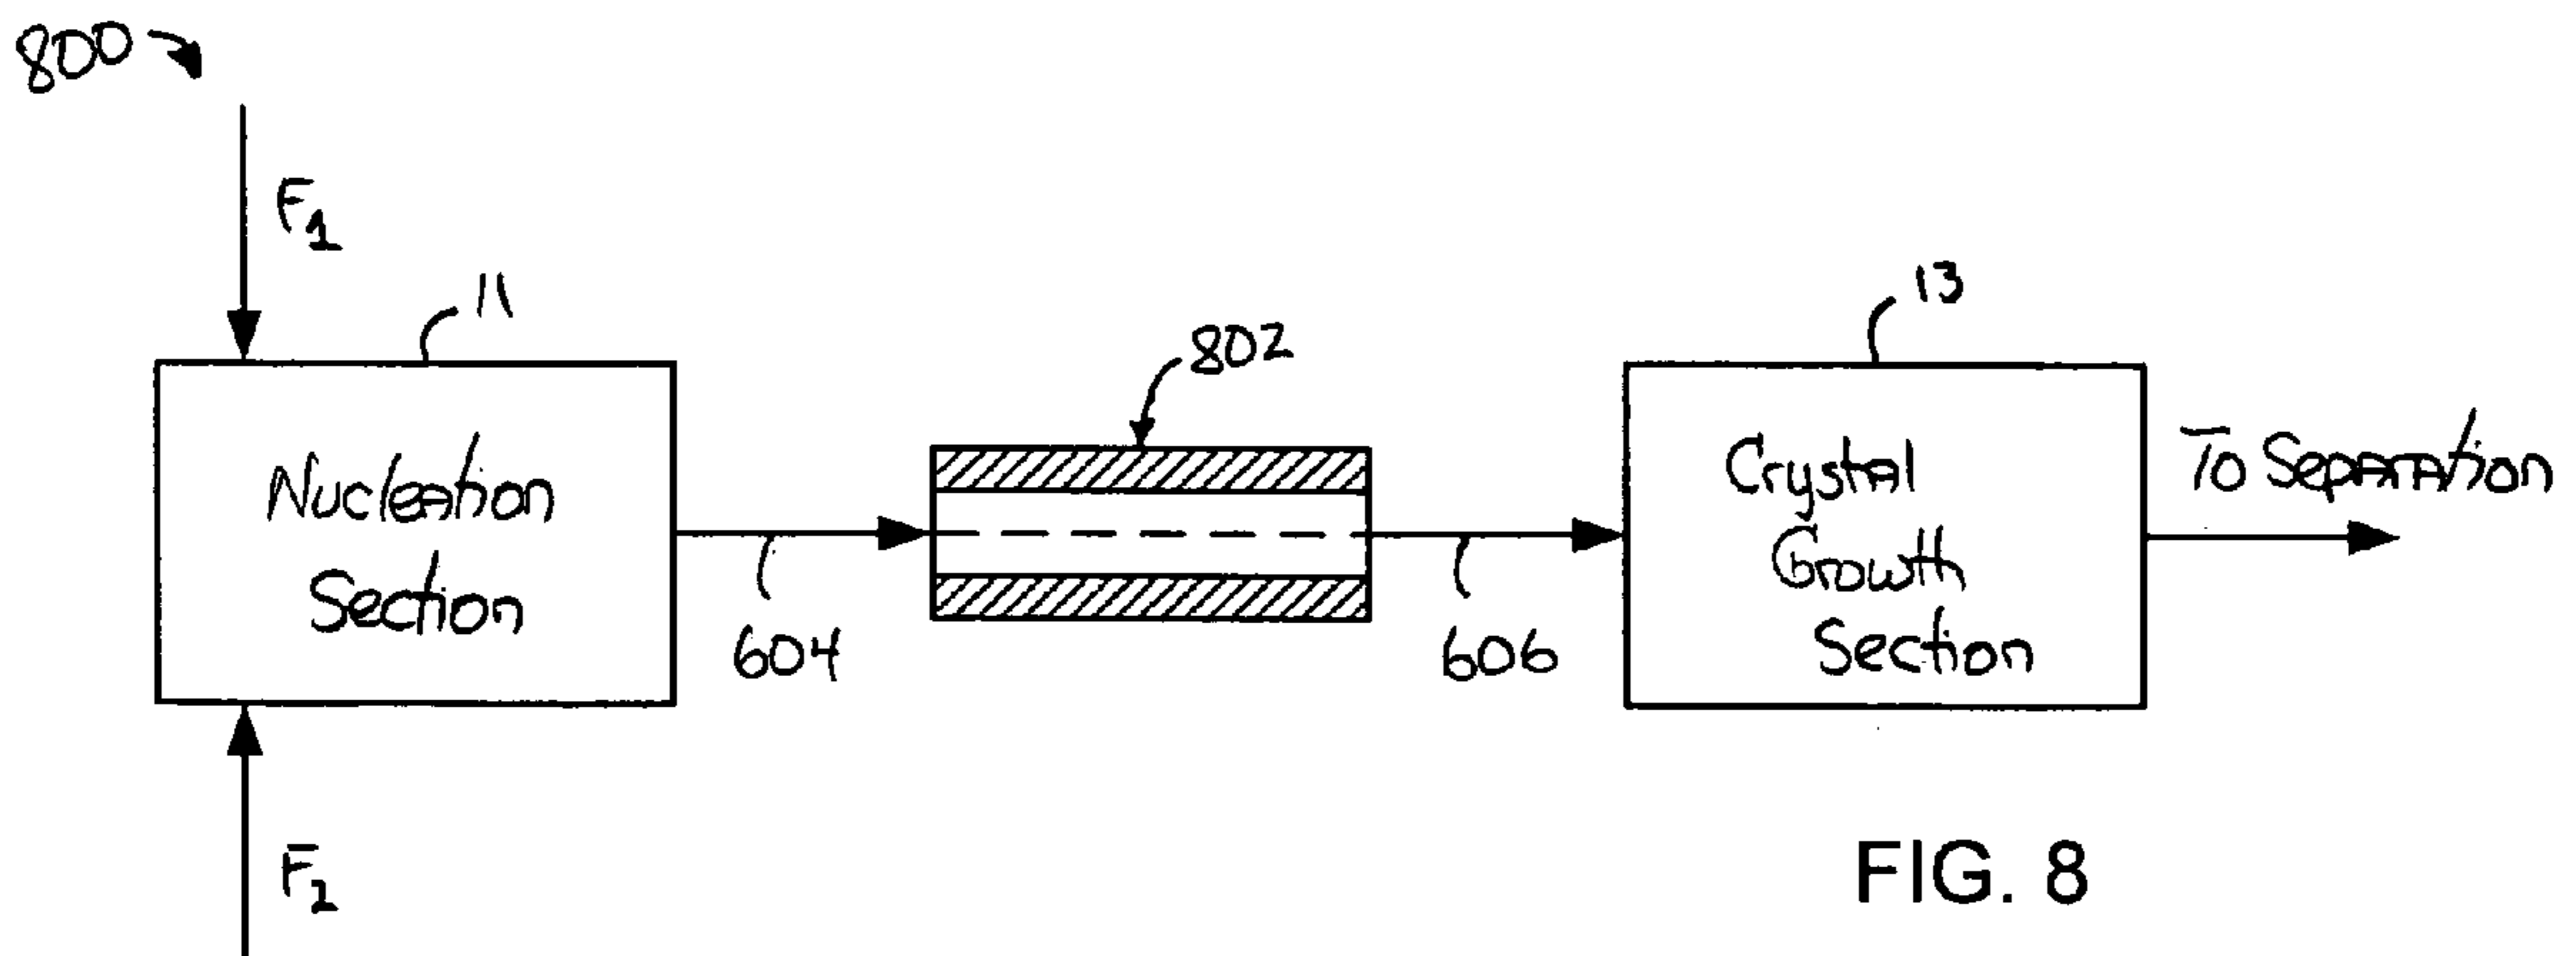 800
F1
11
Nucleation
Section
604
802
606
13
Crystal
Growth
Section
To Separation
F2
FIG. 8